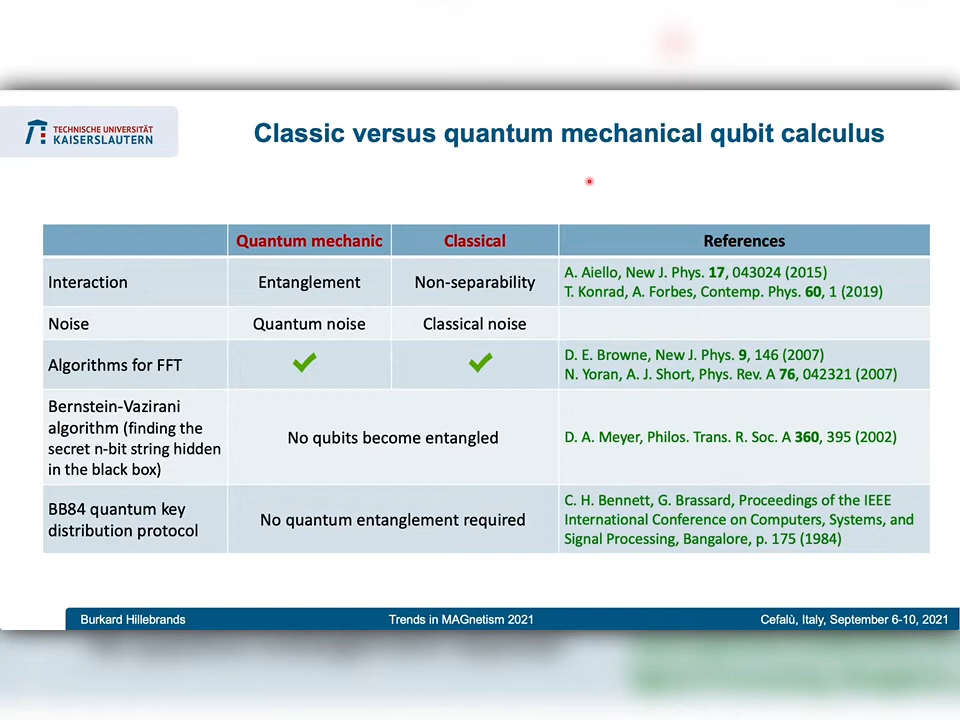 TECHNISCHE UNIVERSITÄT
KAISERSLAUTERN
Classic versus quantum mechanical qubit calculus
Quantum mechanic
Classical
References
Interaction
Entanglement
Non-separability
A. Aiello, New J. Phys. 17, 043024 (2015)
T. Konrad, A. Forbes, Contemp. Phys. 60, 1 (2019)
Noise
Quantum noise
Classical noise
Algorithms for FFT
D. E. Browne, New J. Phys. 9, 146 (2007)
N. Yoran, A. J. Short, Phys. Rev. A 76, 042321 (2007)
Bernstein-Vazirani
algorithm (finding the
secret n-bit string hidden
in the black box)
No qubits become entangled
D. A. Meyer, Philos. Trans. R. Soc. A 360, 395 (2002)
BB84 quantum key
distribution protocol
No quantum entanglement required
C. H. Bennett, G. Brassard, Proceedings of the IEEE
International Conference on Computers, Systems, and
Signal Processing, Bangalore, p. 175 (1984)
Burkard Hillebrands
Trends in MAGnetism 2021
Cefalù, Italy, September 6-10, 2021